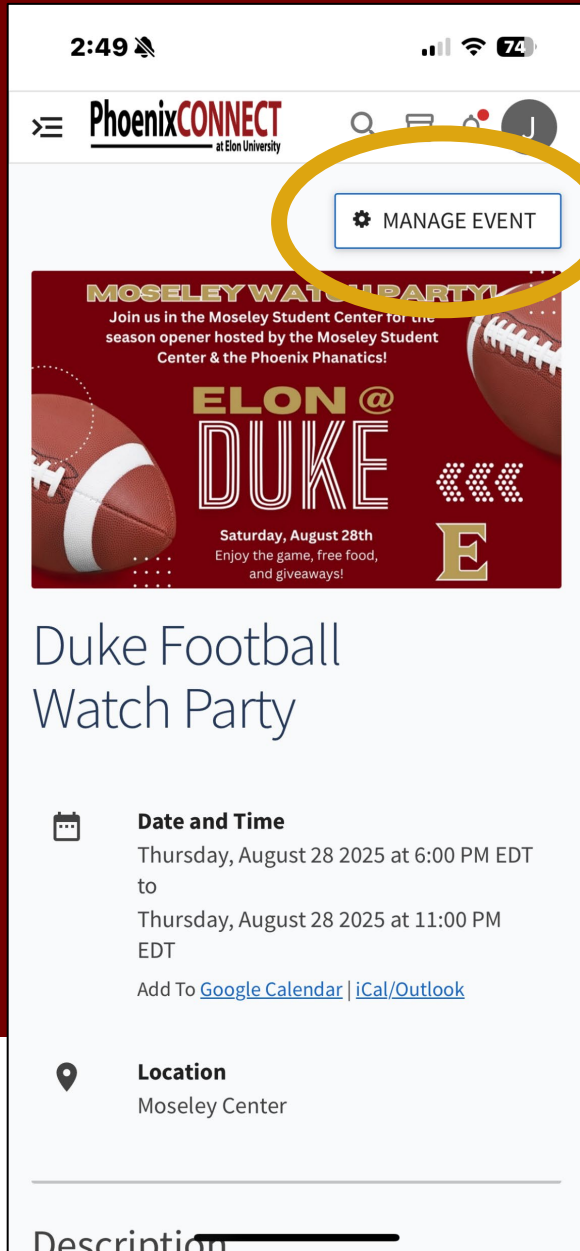 2:49
74
PhoenixCONNECT
at Elon University
J
MANAGE EVENT
MOSELEY WATCH PARTY!
Join us in the Moseley Student Center for the
season opener hosted by the Moseley Student
Center & the Phoenix Phanatics!
ELON @
DUKE
Saturday, August 28th
Enjoy the game, free food,
and giveaways!
E
Duke Football
Watch Party
Date and Time
Thursday, August 28 2025 at 6:00 PM EDT
to
Thursday, August 28 2025 at 11:00 PM
EDT
Add To Google Calendar | iCal/Outlook
Location
Moseley Center
Description